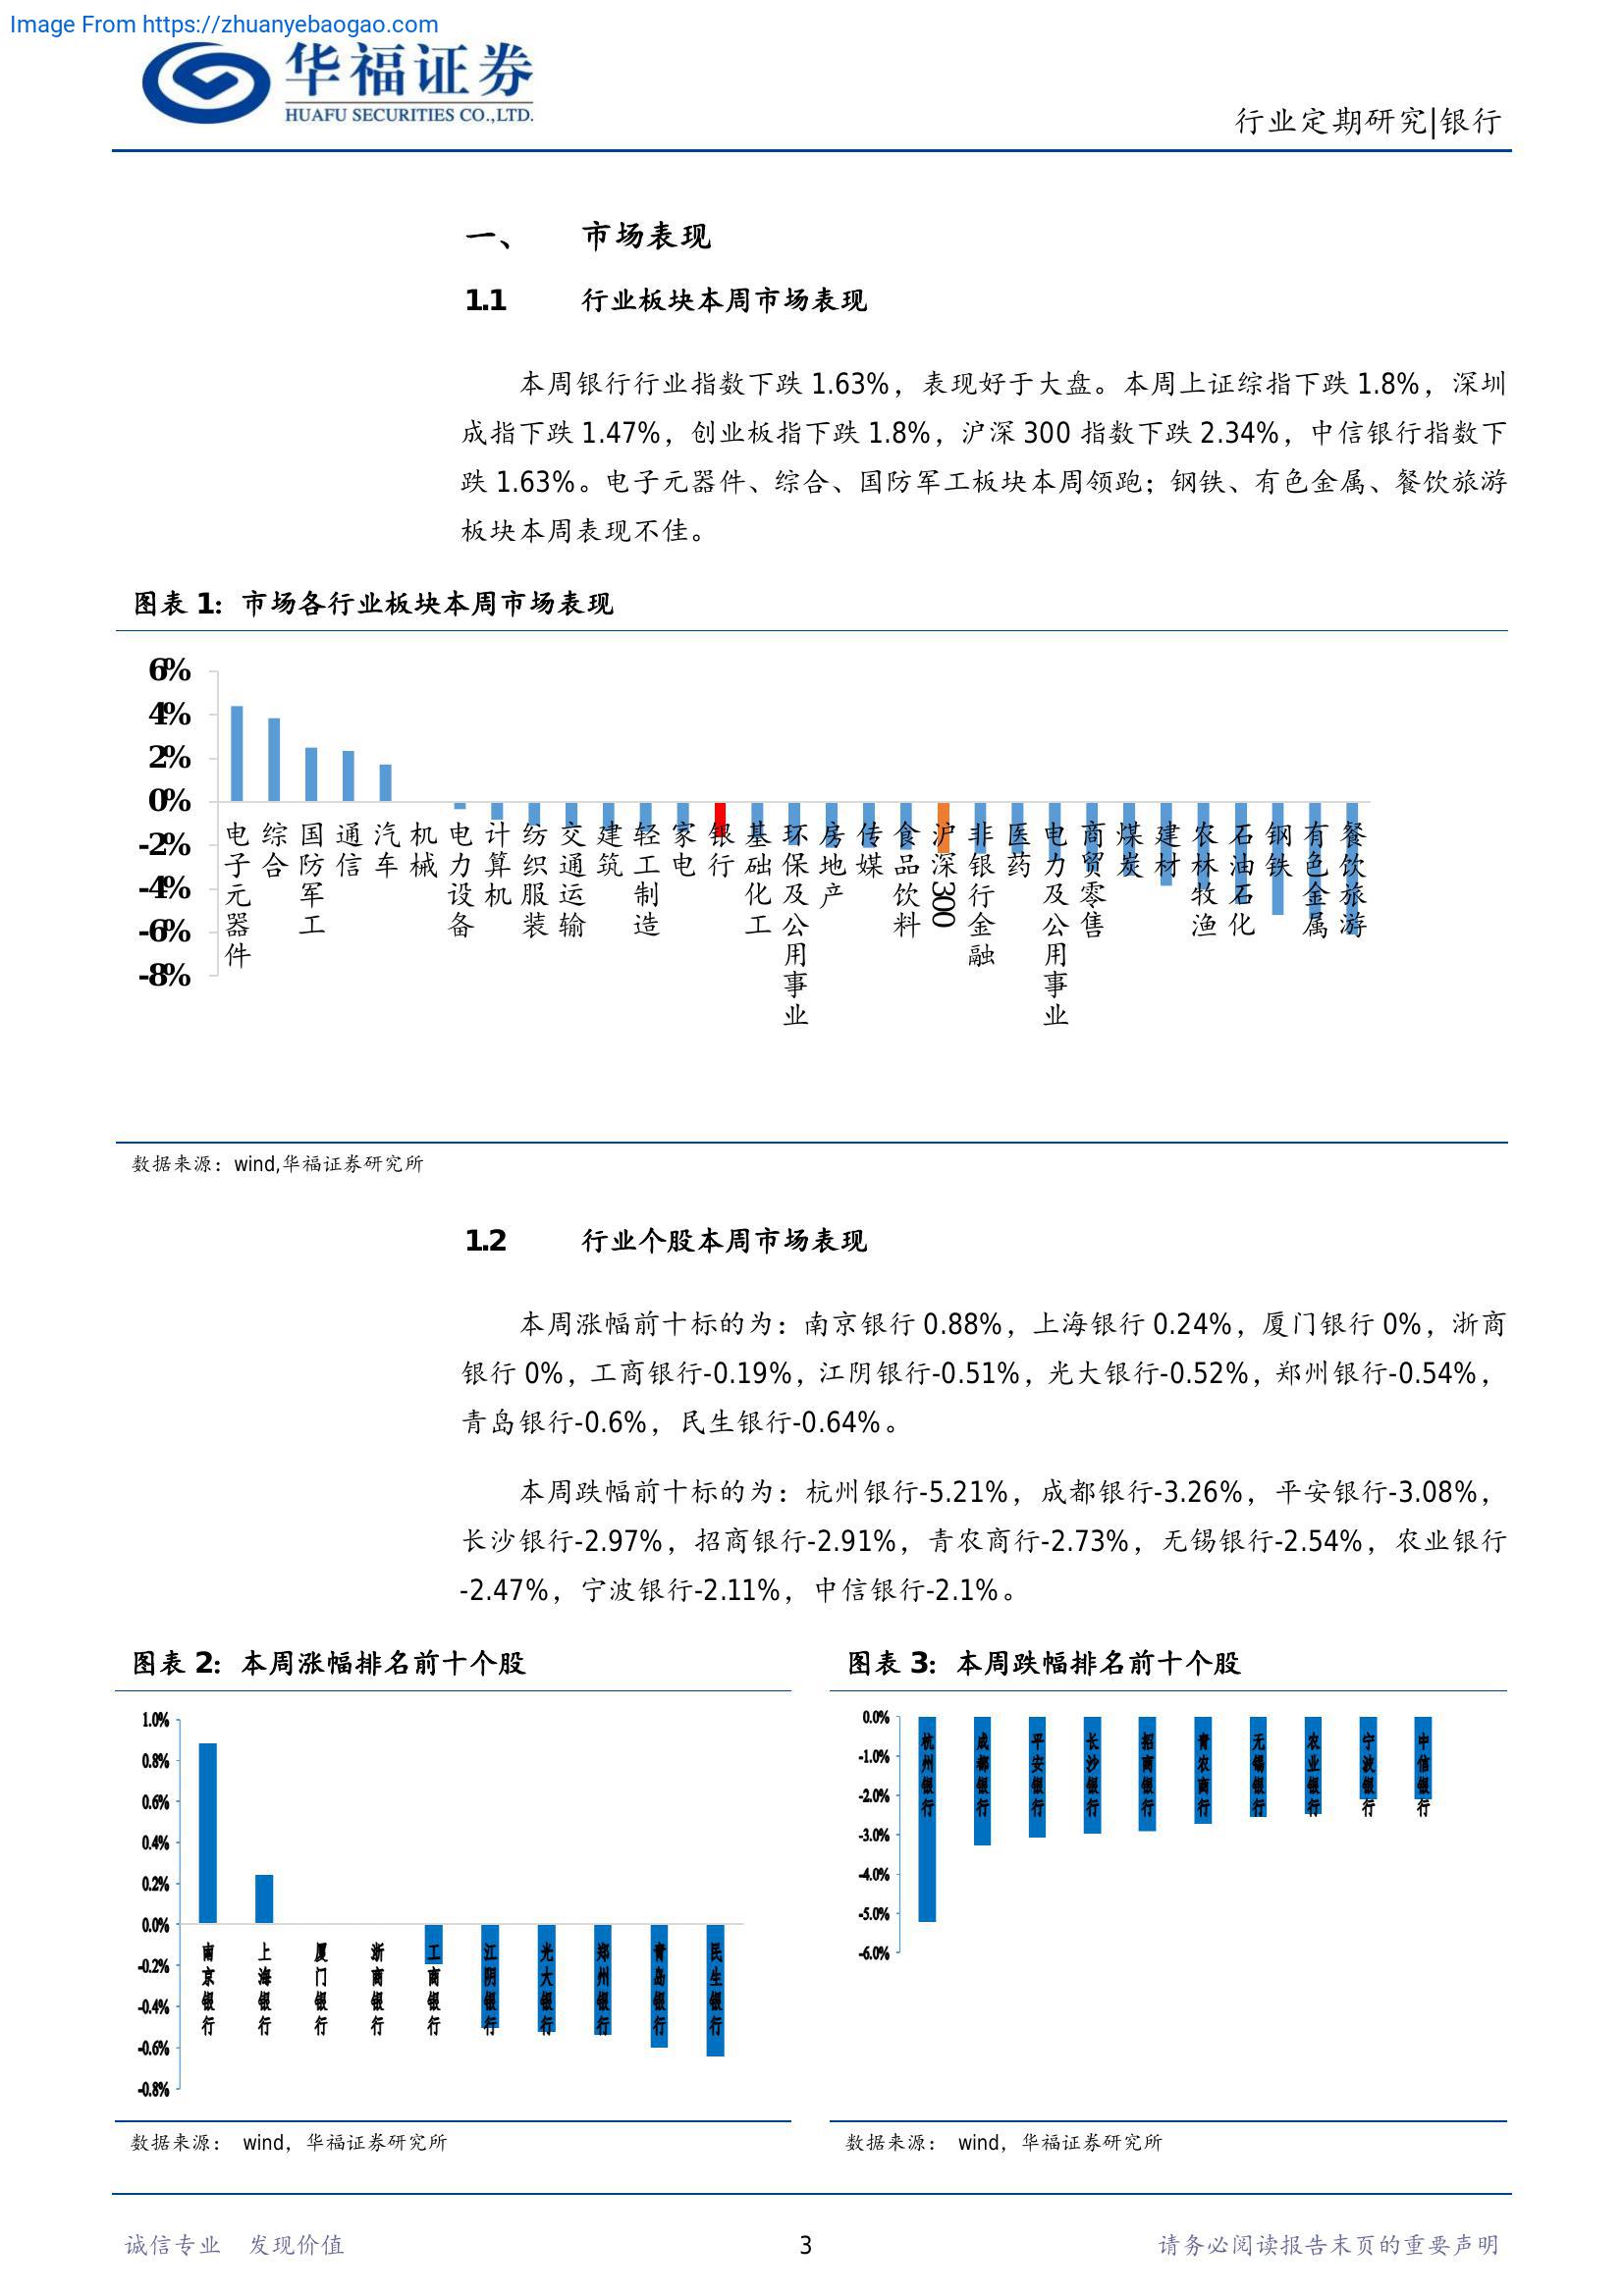 Image From https://zhuanyebaogao.com
华福证券
HUAFU SECURITIES CO.,LTD.
行业定期研究|银行
一、 市场表现
1.1 行业板块本周市场表现
本周银行行业指数下跌 1.63%，表现好于大盘。本周上证综指下跌 1.8%，深圳
成指下跌 1.47%，创业板指下跌 1.8%，沪深 300 指数下跌 2.34%，中信银行指数下
跌 1.63%。电子元器件、综合、国防军工板块本周领跑；钢铁、有色金属、餐饮旅游
板块本周表现不佳。
图表 1：市场各行业板块本周市场表现
6%
4%
2%
0%
-2%
-4%
-6%
-8%
电子元器件
综合
国防军工
通信
汽车
机械
电力设备
计算机
纺织服装
交通运输
建筑
轻工制造
家电
银行
基础化工
环保及公用事业
房地产
传媒
食品饮料
沪深300
非银行金融
医药
电力及公用事业
商贸零售
煤炭
建材
农林牧渔
石油石化
钢铁
有色金属
餐饮旅游
数据来源：wind,华福证券研究所
1.2 行业个股本周市场表现
本周涨幅前十标的为：南京银行 0.88%，上海银行 0.24%，厦门银行 0%，浙商
银行 0%，工商银行-0.19%，江阴银行-0.51%，光大银行-0.52%，郑州银行-0.54%，
青岛银行-0.6%，民生银行-0.64%。
本周跌幅前十标的为：杭州银行-5.21%，成都银行-3.26%，平安银行-3.08%，
长沙银行-2.97%，招商银行-2.91%，青农商行-2.73%，无锡银行-2.54%，农业银行
-2.47%，宁波银行-2.11%，中信银行-2.1%。
图表 2：本周涨幅排名前十个股
1.0%
0.8%
0.6%
0.4%
0.2%
0.0%
-0.2%
-0.4%
-0.6%
-0.8%
南京银行
上海银行
厦门银行
浙商银行
工商银行
江阴银行
光大银行
郑州银行
青岛银行
民生银行
数据来源： wind，华福证券研究所
图表 3：本周跌幅排名前十个股
0.0%
-1.0%
-2.0%
-3.0%
-4.0%
-5.0%
-6.0%
杭州银行
成都银行
平安银行
长沙银行
招商银行
青农商行
无锡银行
农业银行
宁波银行
中信银行
数据来源： wind，华福证券研究所
诚信专业 发现价值
3
请务必阅读报告末页的重要声明